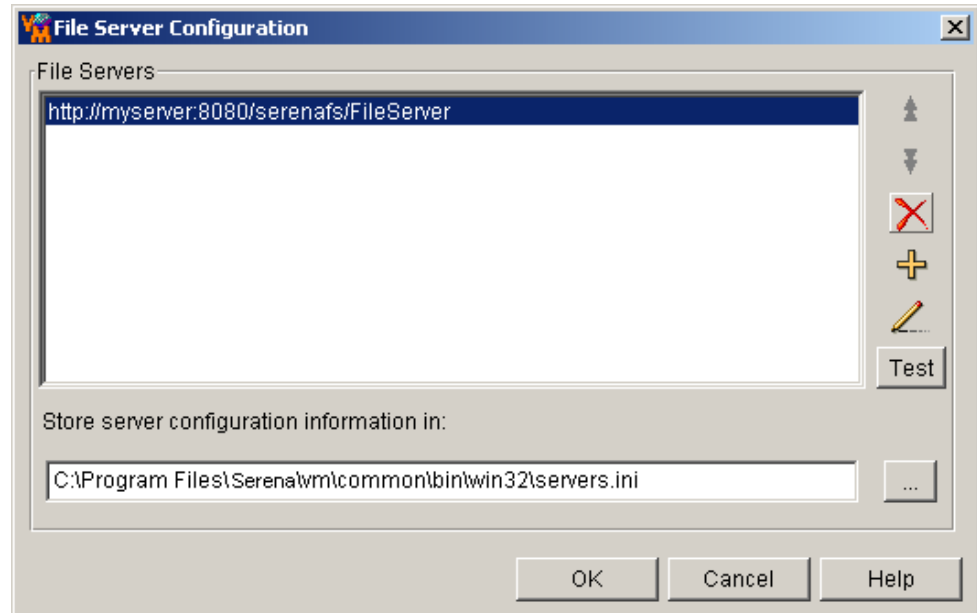 VM File Server Configuration
File Servers
http://myserver:8080/serenafs/FileServer
Test
Store server configuration information in:
C:\Program Files\Serena\vm\common\bin\win32\servers.ini
...
OK Cancel Help